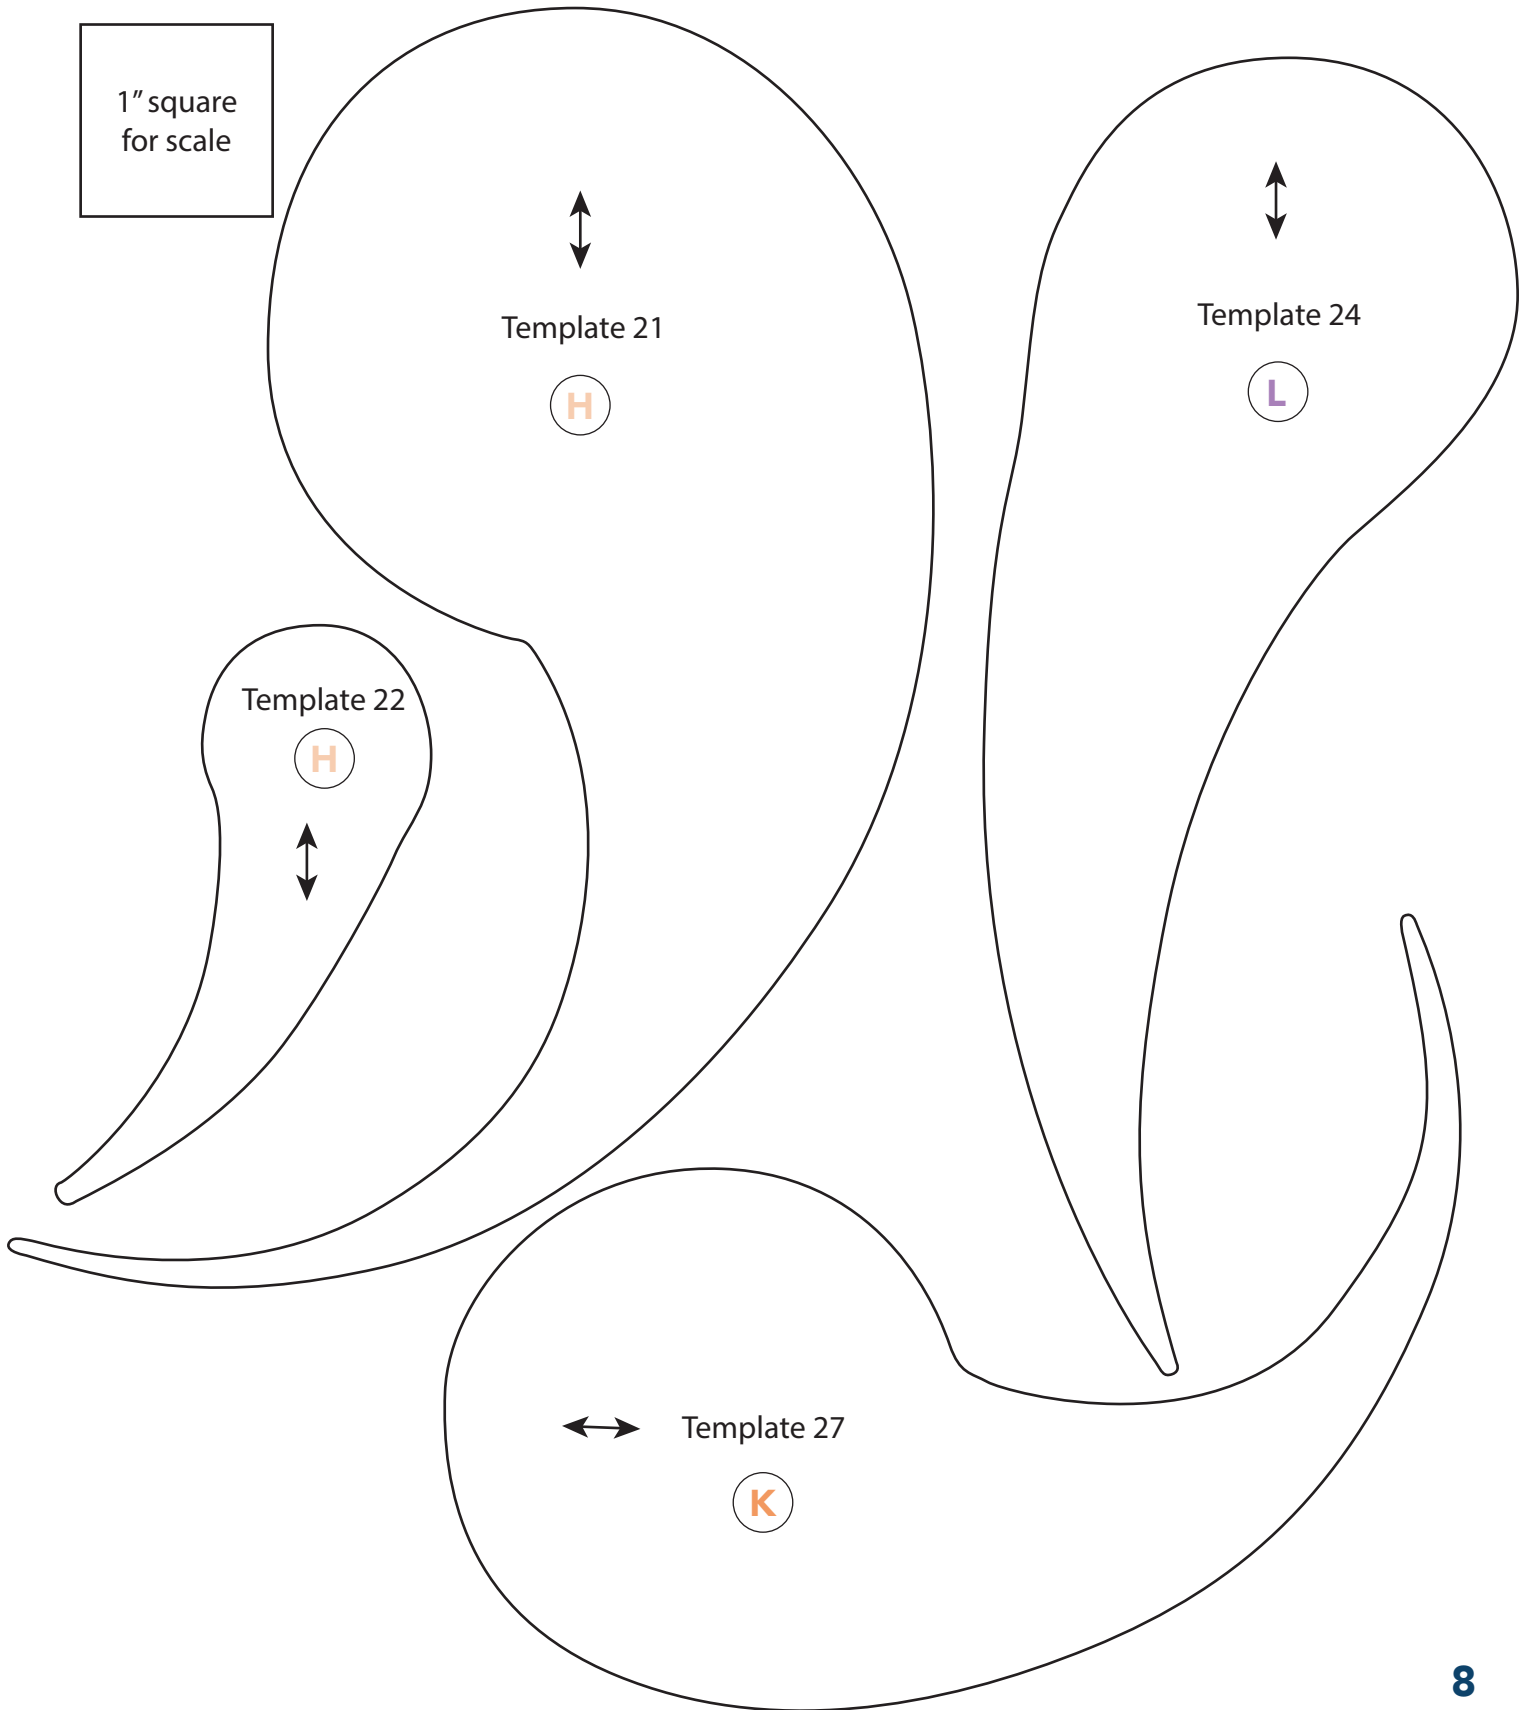 1” square
for scale
Template 21
H
Template 24
L
Template 22
H
Template 27
K
8